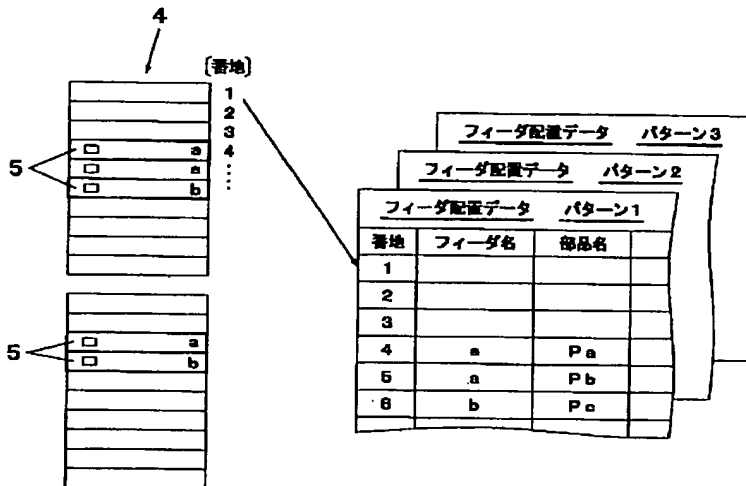 4
〔番地〕
1
2
3
4
⋮
5
a
a
b
5
a
b
フィーダ配置データ パターン3
フィーダ配置データ パターン2
フィーダ配置データ パターン1
番地 フィーダ名 部品名
1
2
3
4 a Pa
5 a Pb
6 b Pc